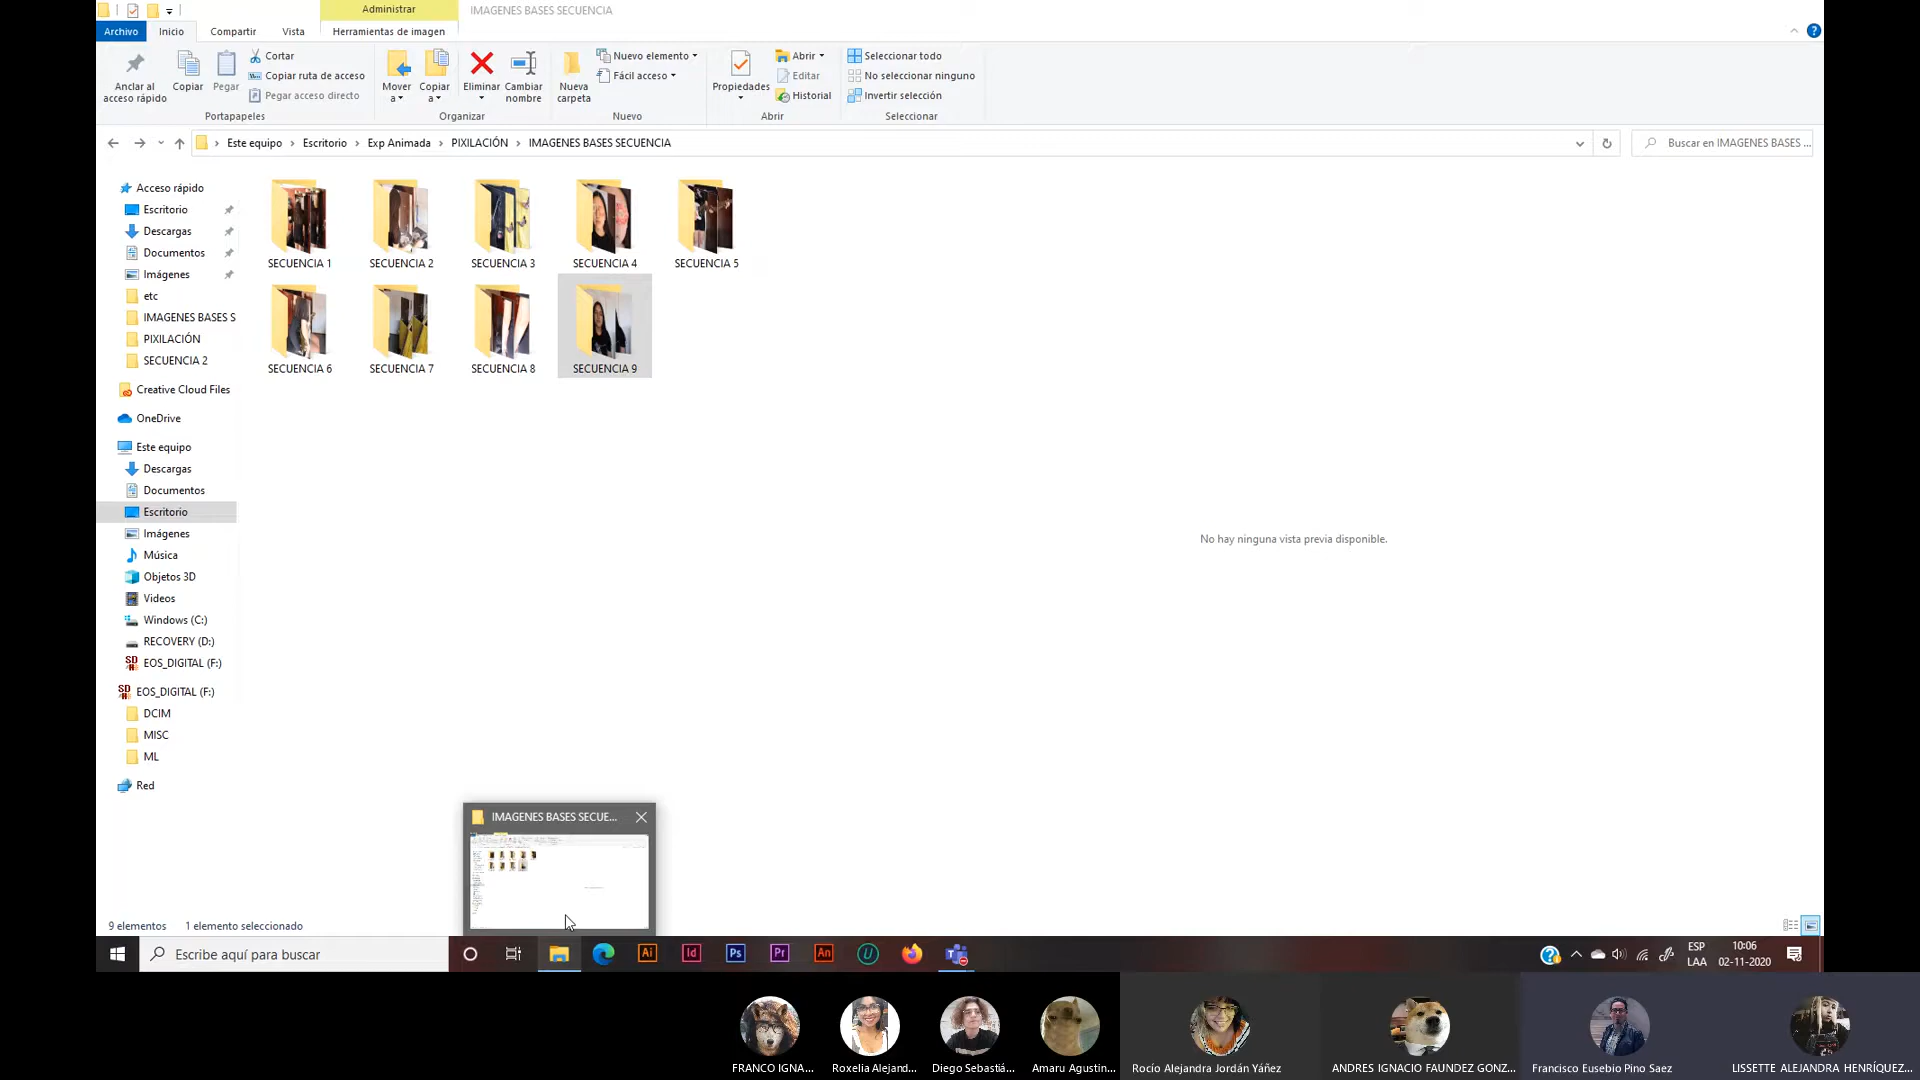 Administrar
IMAGENES BASES SECUENCIA
Archivo
Inicio
Compartir
Vista
Herramientas de imagen
Anclar al
acceso rápido
Copiar
Pegar
Cortar
Copiar ruta de acceso
Pegar acceso directo
Portapapeles
Mover
a
Copiar
a
Eliminar
Cambiar
nombre
Organizar
Nueva
carpeta
Nuevo elemento
Fácil acceso
Nuevo
Propiedades
Abrir
Editar
Historial
Abrir
Seleccionar todo
No seleccionar ninguno
Invertir selección
Seleccionar
Este equipo > Escritorio > Exp Animada > PIXILACIÓN > IMAGENES BASES SECUENCIA
Buscar en IMAGENES BASES ...
Acceso rápido
Escritorio
Descargas
Documentos
Imágenes
etc
IMAGENES BASES S
PIXILACIÓN
SECUENCIA 2
Creative Cloud Files
OneDrive
Este equipo
Descargas
Documentos
Escritorio
Imágenes
Música
Objetos 3D
Videos
Windows (C:)
RECOVERY (D:)
EOS_DIGITAL (F:)
EOS_DIGITAL (F:)
DCIM
MISC
ML
Red
SECUENCIA 1
SECUENCIA 2
SECUENCIA 3
SECUENCIA 4
SECUENCIA 5
SECUENCIA 6
SECUENCIA 7
SECUENCIA 8
SECUENCIA 9
No hay ninguna vista previa disponible.
IMAGENES BASES SECUE...
9 elementos
1 elemento seleccionado
Escribe aquí para buscar
Ai
Id
Ps
Pr
An
ESP
LAA
10:06
02-11-2020
FRANCO IGNA...
Roxelia Alejand...
Diego Sebastiá...
Amaru Agustin...
Rocío Alejandra Jordán Yáñez
ANDRES IGNACIO FAUNDEZ GONZ...
Francisco Eusebio Pino Saez
LISSETTE ALEJANDRA HENRÍQUEZ...